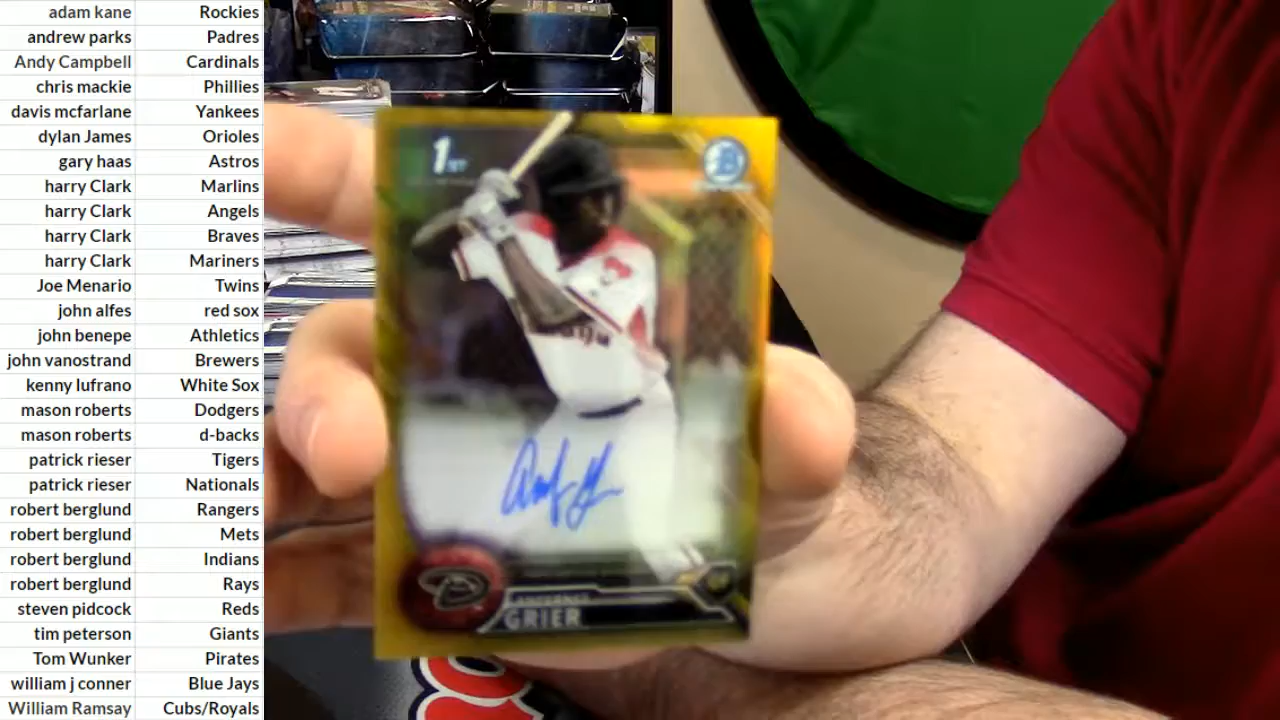 adam kane Rockies
andrew parks Padres
Andy Campbell Cardinals
chris mackie Phillies
davis mcfarlane Yankees
dylan James Orioles
gary haas Astros
harry Clark Marlins
harry Clark Angels
harry Clark Braves
harry Clark Mariners
Joe Menario Twins
john alfes red sox
john benepe Athletics
john vanostrand Brewers
kenny lufrano White Sox
mason roberts Dodgers
mason roberts d-backs
patrick rieser Tigers
patrick rieser Nationals
robert berglund Rangers
robert berglund Mets
robert berglund Indians
robert berglund Rays
steven pidcock Reds
tim peterson Giants
Tom Wunker Pirates
william j conner Blue Jays
William Ramsay Cubs/Royals
1ST
B
GRIER